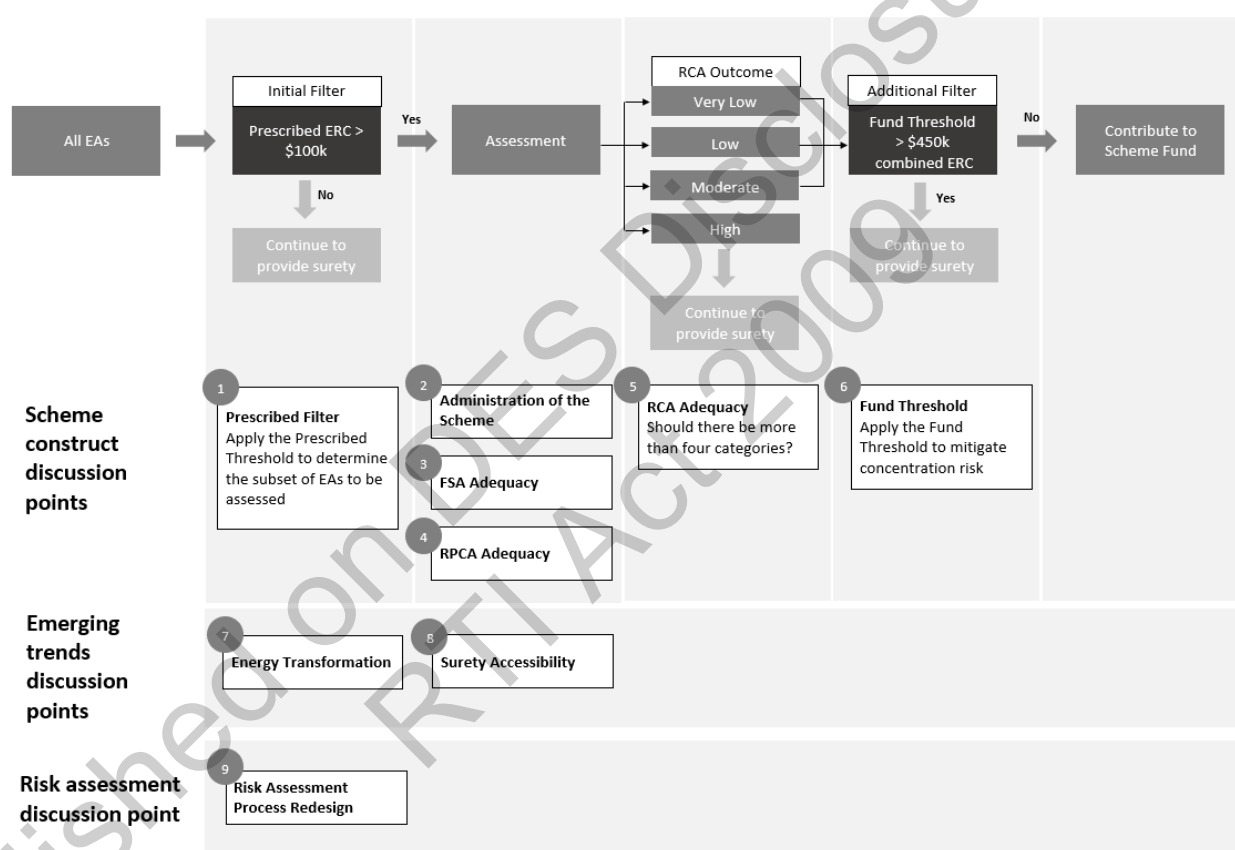 All EAs
Initial Filter
Prescribed ERC >
$100k
Yes
No
Continue to
provide surety
Assessment
RCA Outcome
Very Low
Low
Moderate
High
Continue to
provide surety
Additional Filter
Fund Threshold
> $450k
combined ERC
No
Yes
Continue to
provide surety
Contribute to
Scheme Fund
Scheme
construct
discussion
points
1
Prescribed Filter
Apply the Prescribed
Threshold to determine
the subset of EAs to be
assessed
2
Administration of the
Scheme
3
FSA Adequacy
4
RPCA Adequacy
5
RCA Adequacy
Should there be more
than four categories?
6
Fund Threshold
Apply the Fund
Threshold to mitigate
concentration risk
Emerging
trends
discussion
points
7
Energy Transformation
8
Surety Accessibility
Risk assessment
discussion point
9
Risk Assessment
Process Redesign
on DES
RTI Act 2009